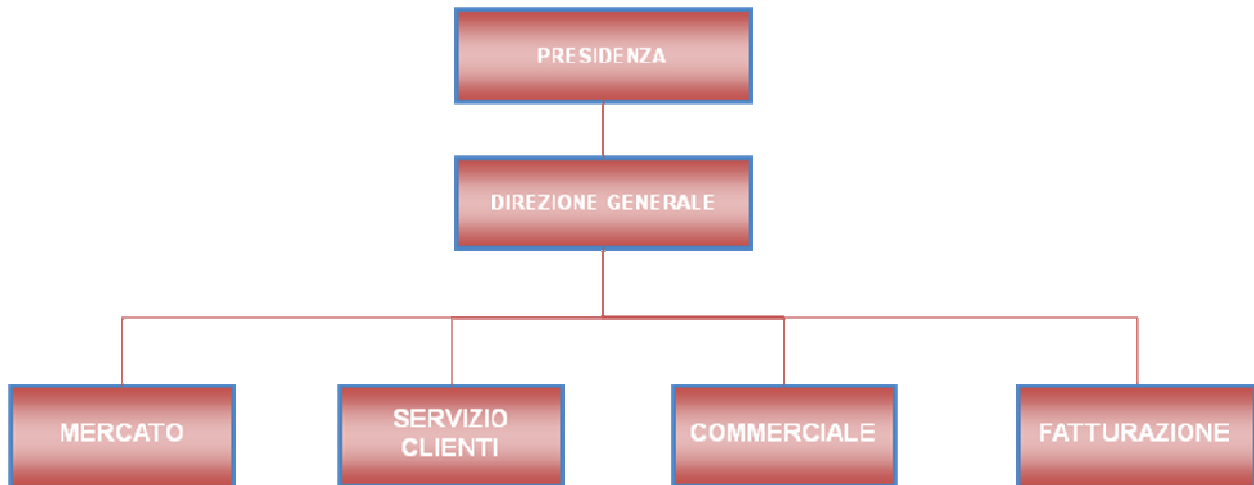 PRESIDENZA
DIREZIONE GENERALE
MERCATO
SERVIZIO
CLIENTI
COMMERCIALE
FATTURAZIONE